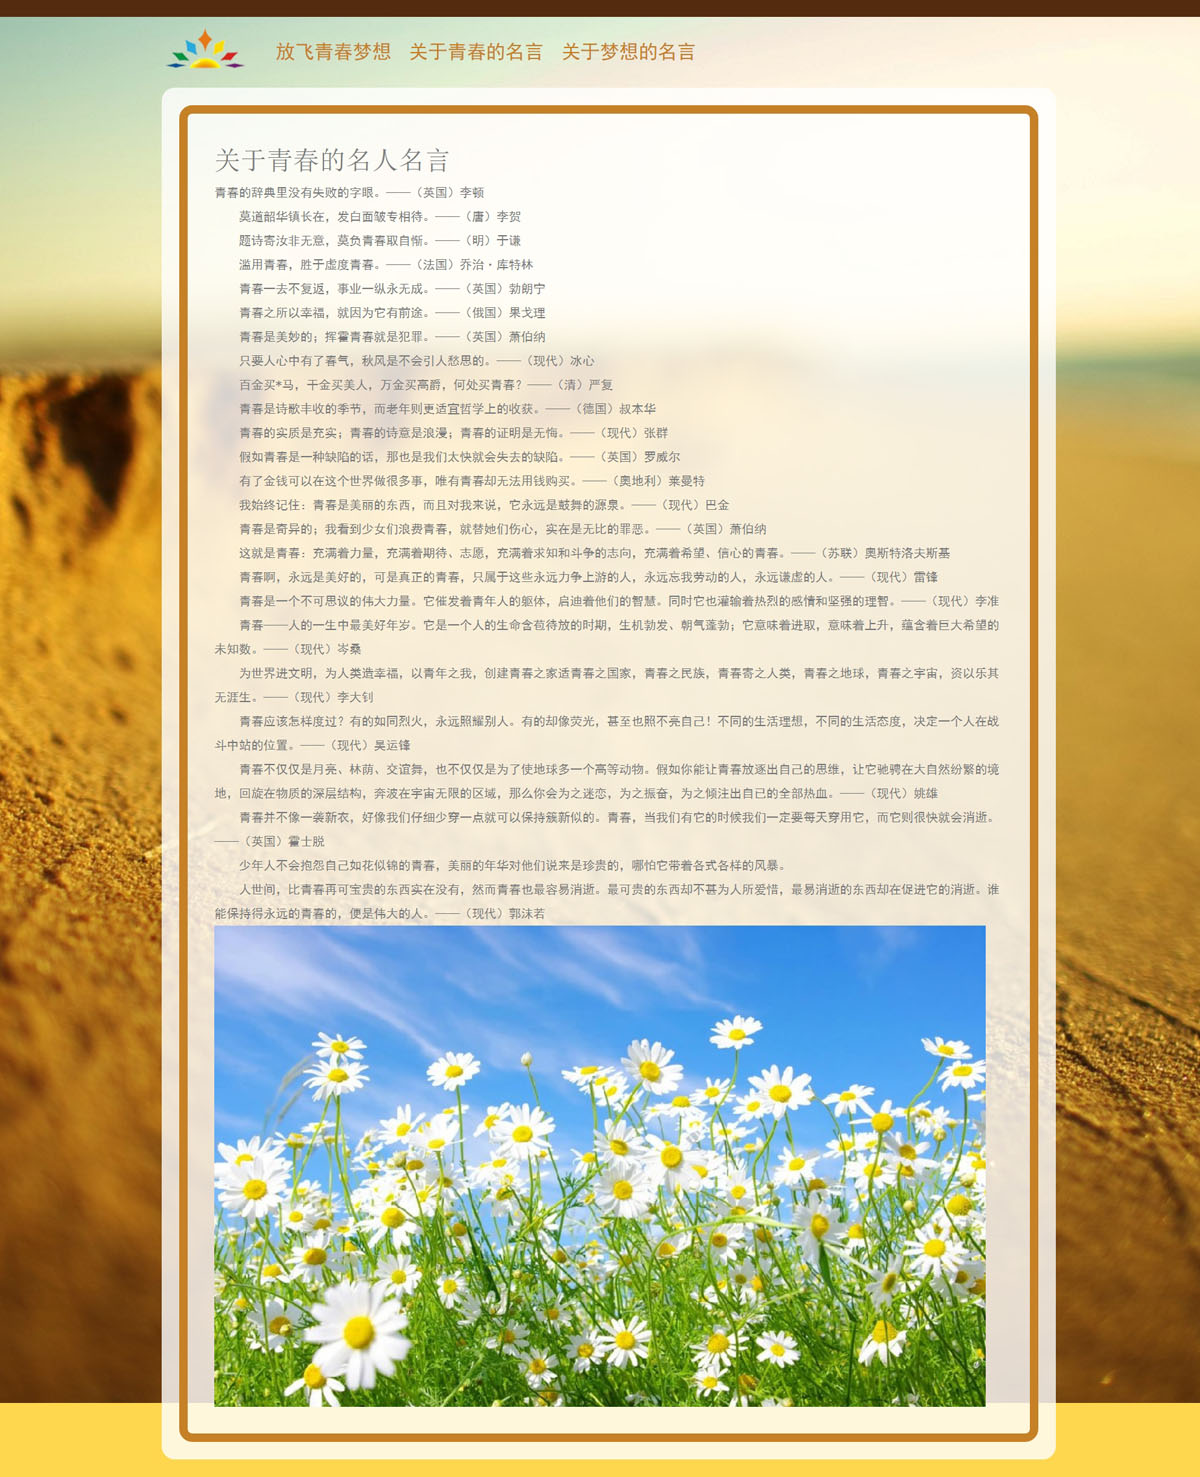 放飞青春梦想 关于青春的名言 关于梦想的名言
关于青春的名人名言
青春的辞典里没有失败的字眼。——（英国）李顿
莫道韶华镇长在，发白面皱专相待。——（唐）李贺
题诗寄汝非无意，莫负青春取自惭。——（明）于谦
滥用青春，胜于虚度青春。——（法国）乔治·库特林
青春一去不复返，事业一纵永无成。——（英国）勃朗宁
青春之所以幸福，就因为它有前途。——（俄国）果戈理
青春是美妙的；挥霍青春就是犯罪。——（英国）萧伯纳
只要人心中有了春气，秋风是不会引人愁思的。——（现代）冰心
百金买*马，千金买美人，万金买高爵，何处买青春？——（清）严复
青春是诗歌丰收的季节，而老年则更适宜哲学上的收获。——（德国）叔本华
青春的实质是充实；青春的诗意是浪漫；青春的证明是无悔。——（现代）张群
假如青春是一种缺陷的话，那也是我们太快就会失去的缺陷。——（英国）罗威尔
有了金钱可以在这个世界做很多事，唯有青春却无法用钱购买。——（奥地利）莱曼特
我始终记住：青春是美丽的东西，而且对我来说，它永远是鼓舞的源泉。——（现代）巴金
青春是奇异的；我看到少女们浪费青春，就替她们伤心，实在是无比的罪恶。——（英国）萧伯纳
这就是青春：充满着力量，充满着期待、志愿，充满着求知和斗争的志向，充满着希望、信心的青春。——（苏联）奥斯特洛夫斯基
青春啊，永远是美好的，可是真正的青春，只属于这些永远力争上游的人，永远忘我劳动的人，永远谦虚的人。——（现代）雷锋
青春是一个不可思议的伟大力量。它催发着青年人的躯体，启迪着他们的智慧。同时它也灌输着热烈的感情和坚强的理智。——（现代）李准
青春——人的一生中最美好年岁。它是一个人的生命含苞待放的时期，生机勃发、朝气蓬勃；它意味着进取，意味着上升，蕴含着巨大希望的
未知数。——（现代）岑桑
为世界进文明，为人类造幸福，以青年之我，创建青春之家适青春之国家，青春之民族，青春寄之人类，青春之地球，青春之宇宙，资以乐其
无涯生。——（现代）李大钊
青春应该怎样度过？有的如同烈火，永远照耀别人。有的却像荧光，甚至也照不亮自己！不同的生活理想，不同的生活态度，决定一个人在战
斗中站的位置。——（现代）吴运铎
青春不仅仅是月亮、林荫、交谊舞，也不仅仅是为了使地球多一个高等动物。假如你能让青春放逐出自己的思维，让它驰骋在大自然纷繁的境
地，回旋在物质的深层结构，奔波在宇宙无限的区域，那么你会为之迷恋，为之振奋，为之倾注出自已的全部热血。——（现代）姚雄
青春并不像一袭新衣，好像我们仔细少穿一点就可以保持簇新似的。青春，当我们有它的时候我们一定要每天穿用它，而它则很快就会消逝。
——（英国）霍士脱
少年人不会抱怨自己如花似锦的青春，美丽的年华对他们说来是珍贵的，哪怕它带着各式各样的风暴。
人世间，比青春再可宝贵的东西实在没有，然而青春也最容易消逝。最可贵的东西却不甚为人所爱惜，最易消逝的东西却在促进它的消逝。谁
能保持得永远的青春的，便是伟大的人。——（现代）郭沫若